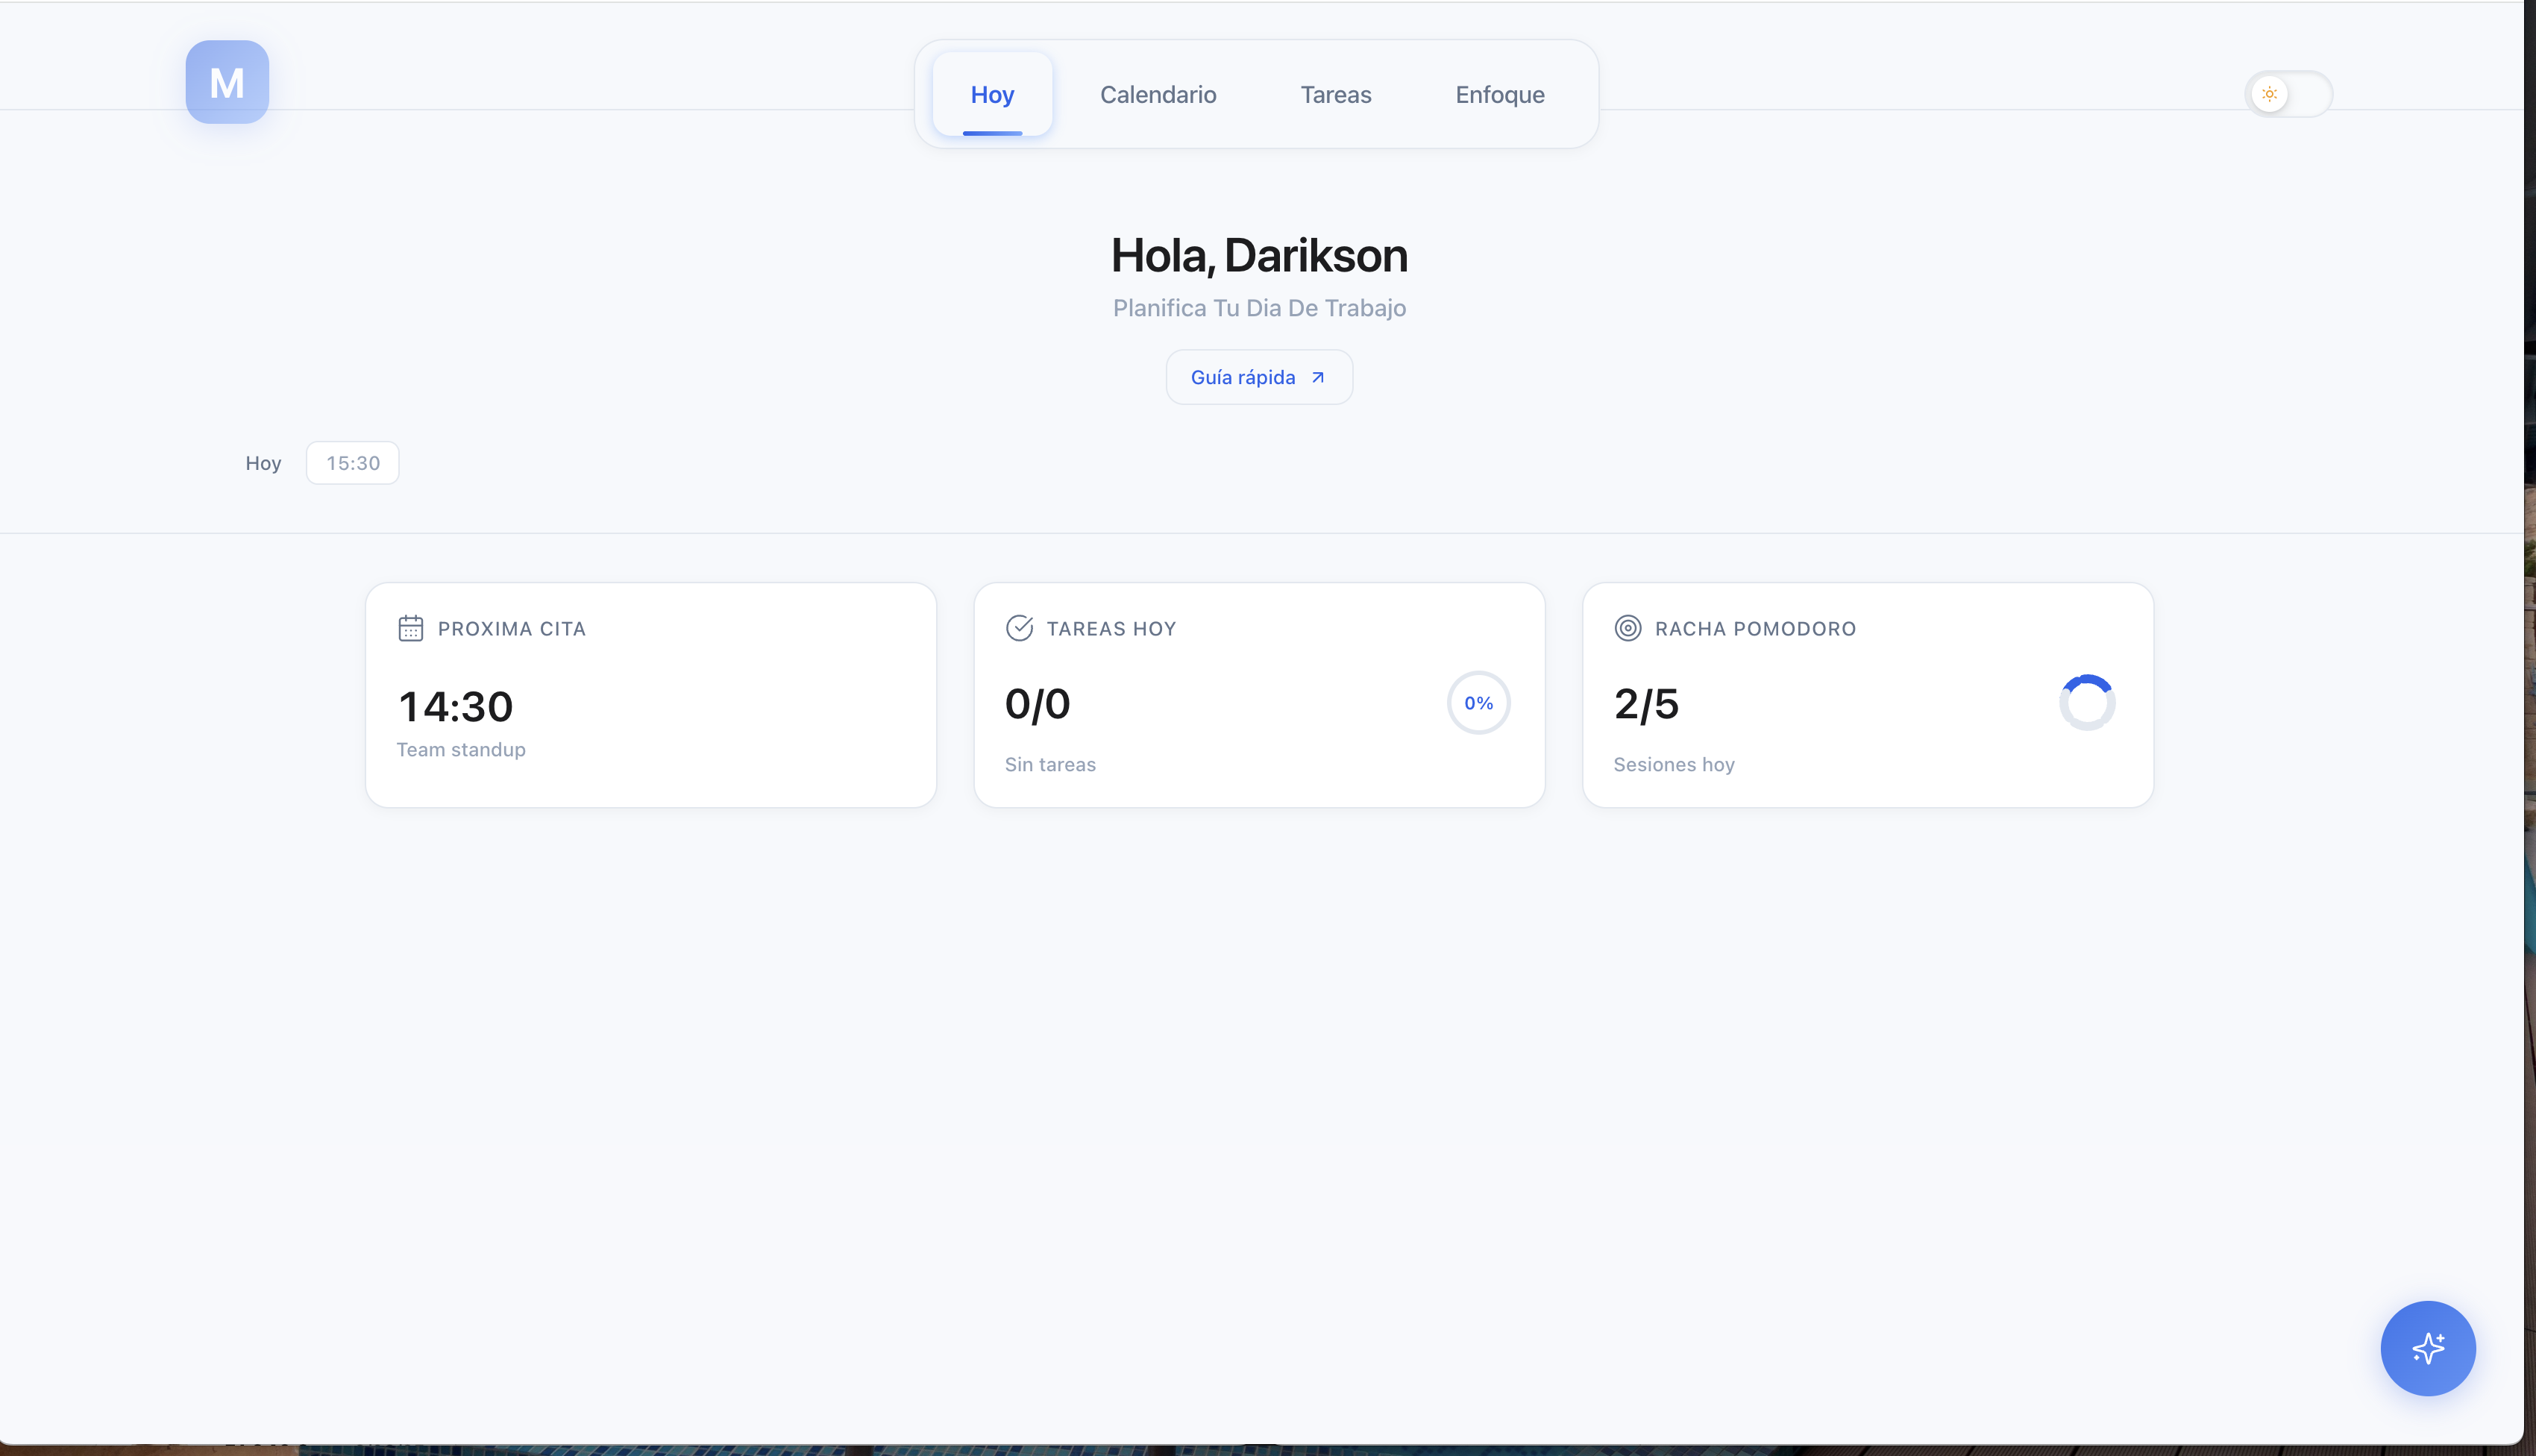 M
Hoy
Calendario
Tareas
Enfoque
Hola, Darikson
Planifica Tu Dia De Trabajo
Guía rápida
Hoy
15:30
PROXIMA CITA
14:30
Team standup
TAREAS HOY
0/0
0%
Sin tareas
RACHA POMODORO
2/5
Sesiones hoy